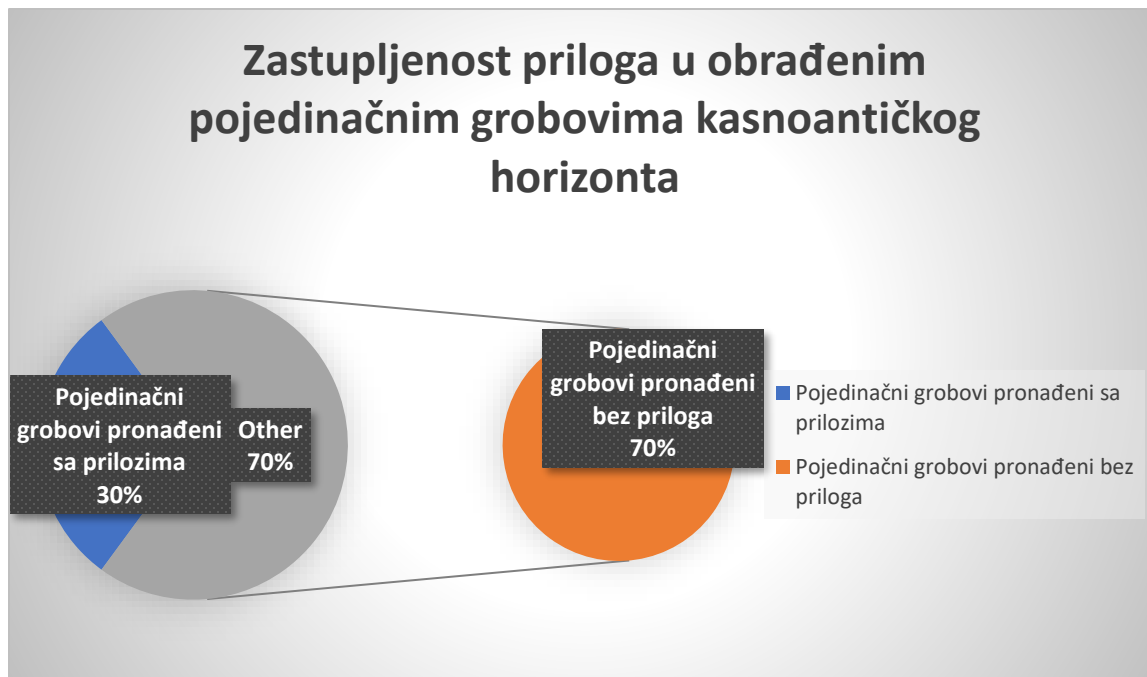 Zastupljenost priloga u obrađenim
pojedinačnim grobovima kasnoantičkog
horizonta
Pojedinačni
grobovi pronađeni
sa prilozima
30%
Other
70%
Pojedinačni
grobovi pronađeni
bez priloga
70%
Pojedinačni grobovi pronađeni sa
prilozima
Pojedinačni grobovi pronađeni bez
priloga